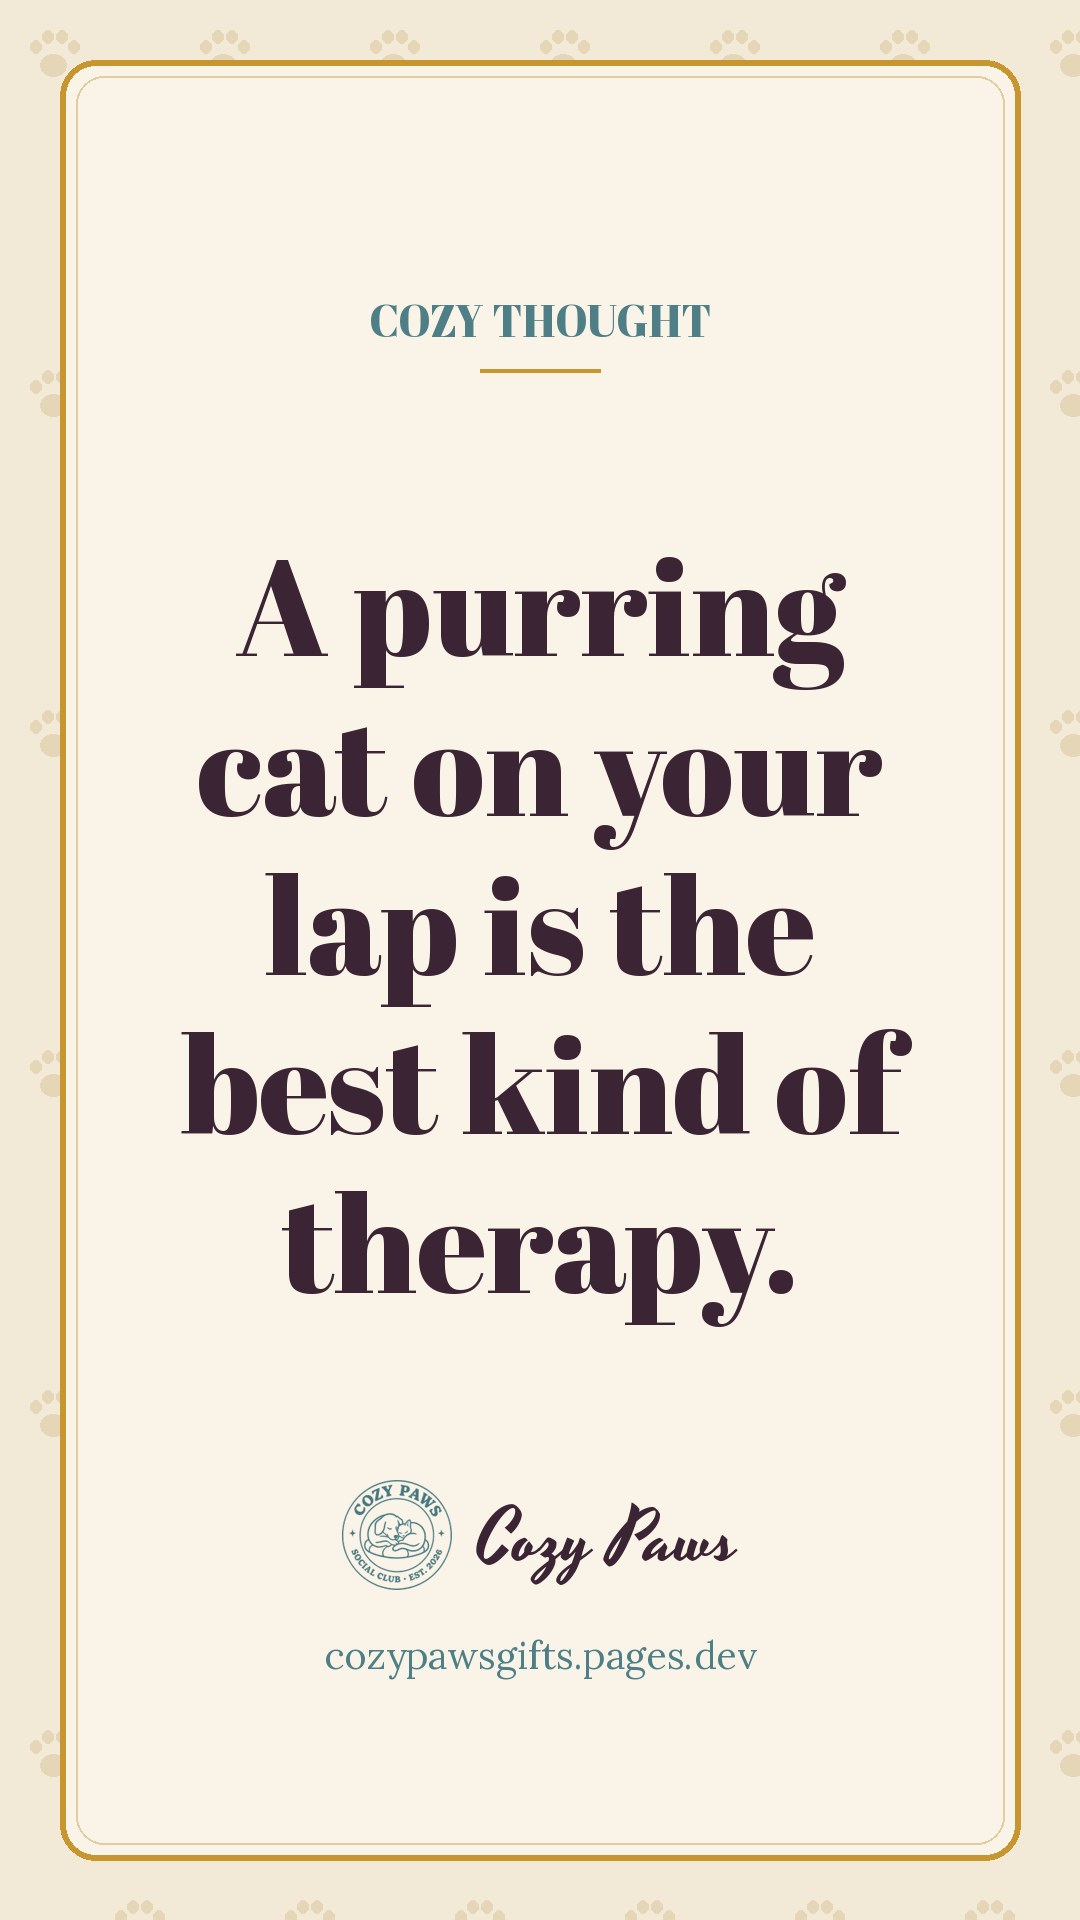 COZY THOUGHT
A purring
cat on your
lap is the
best kind of
therapy.
COZY PAWS
SOCIAL CLUB · EST. 2026
Cozy Paws
cozypawsgifts.pages.dev